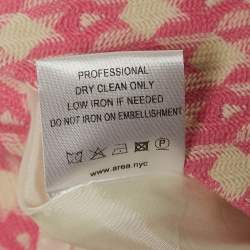 PROFESSIONAL
DRY CLEAN ONLY
LOW IRON IF NEEDED
DO NOT IRON ON EMBELLISHMENT
www.area.nyc